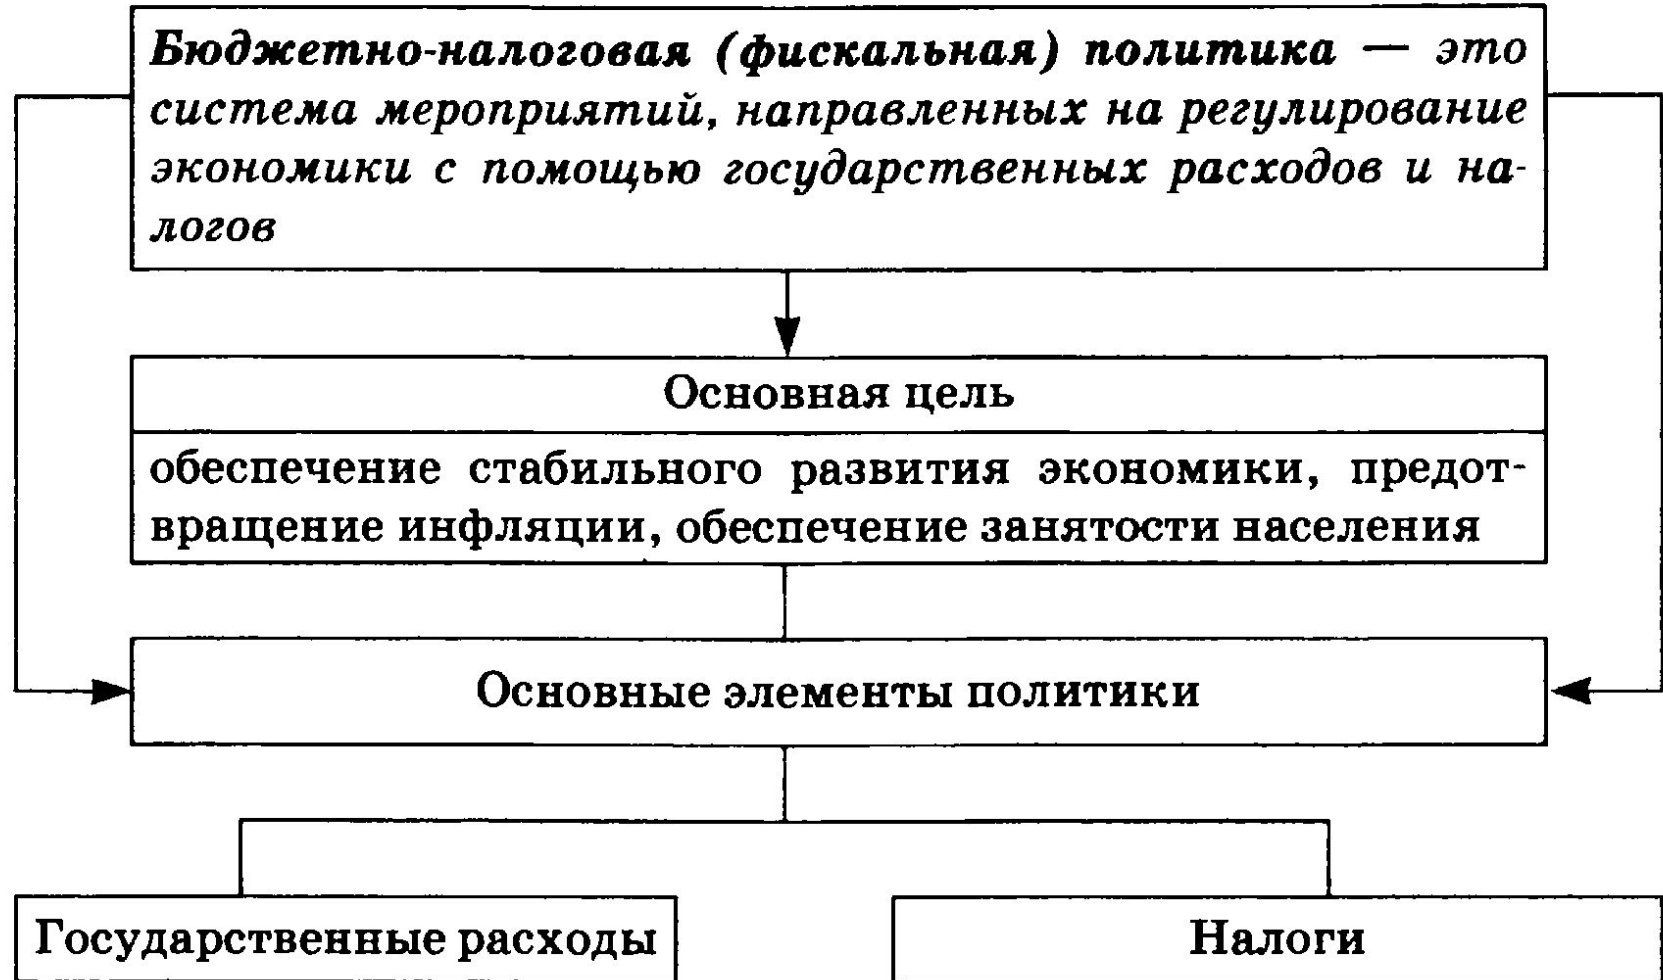 Бюджетно-налоговая (фискальная) политика — это
система мероприятий, направленных на регулирование
экономики с помощью государственных расходов и на-
логов
Основная цель
обеспечение стабильного развития экономики, предот-
вращение инфляции, обеспечение занятости населения
Основные элементы политики
Государственные расходы
Налоги